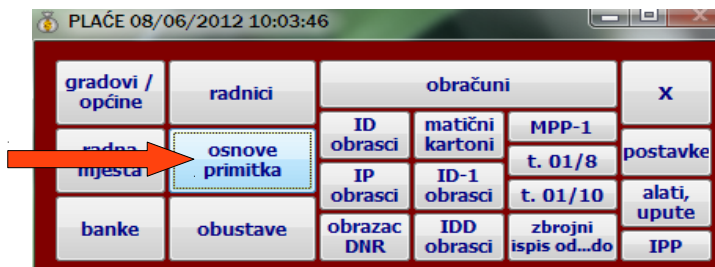 PLAĆE 08/06/2012 10:03:46
gradovi /
općine
radnici
obračuni
X
radna
mjesta
osnove
primitka
ID
obrasci
matični
kartoni
MPP-1
t. 01/8
postavke
IP
obrasci
ID-1
obrasci
t. 01/10
alati,
upute
banke
obustave
obrazac
DNR
IDD
obrasci
zbrojni
ispis od...do
IPP